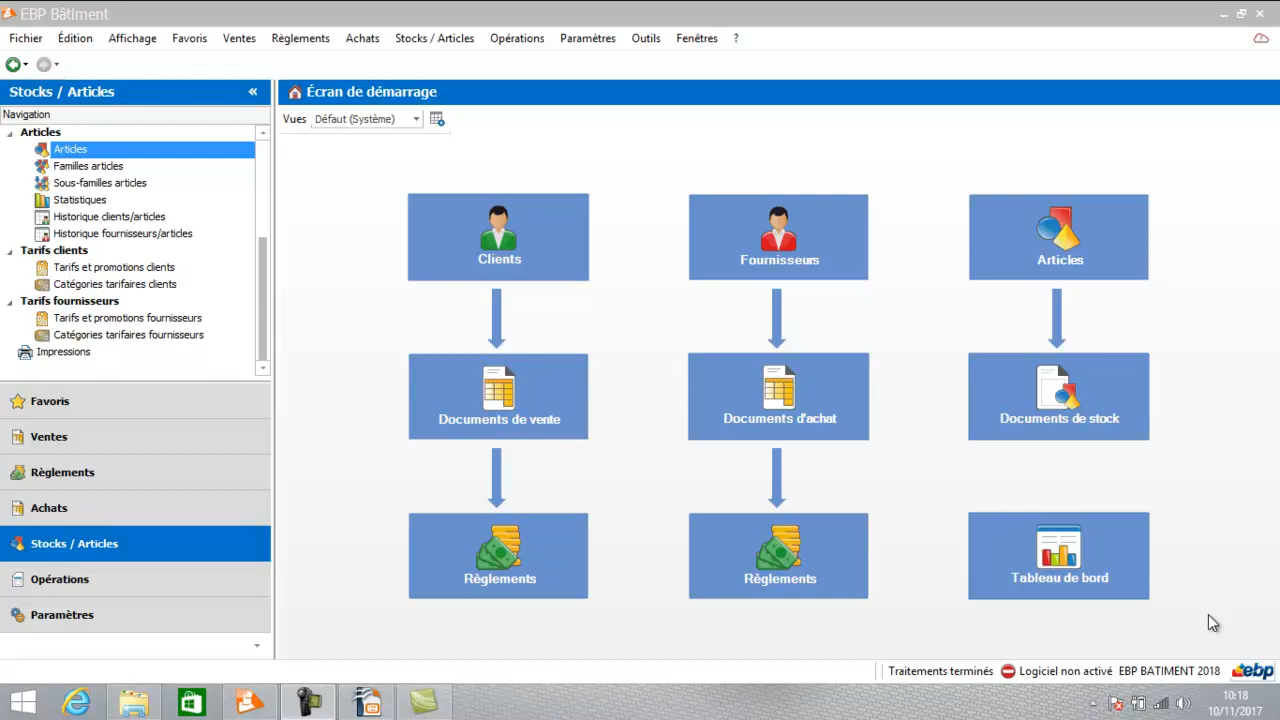 EBP Bâtiment
Fichier Édition Affichage Favoris Ventes Règlements Achats Stocks / Articles Opérations Paramètres Outils Fenêtres ?
Stocks / Articles «
Écran de démarrage
Navigation
Vues Défaut (Système)
Articles
Articles
Familles articles
Sous-familles articles
Statistiques
Historique clients/articles
Historique fournisseurs/articles
Tarifs clients
Tarifs et promotions clients
Catégories tarifaires clients
Tarifs fournisseurs
Tarifs et promotions fournisseurs
Catégories tarifaires fournisseurs
Impressions
Favoris
Ventes
Règlements
Achats
Stocks / Articles
Opérations
Paramètres
Clients
Fournisseurs
Articles
Documents de vente
Documents d'achat
Documents de stock
Règlements
Règlements
Tableau de bord
Traitements terminés
Logiciel non activé
EBP BATIMENT 2018
ebp
10:18
10/11/2017